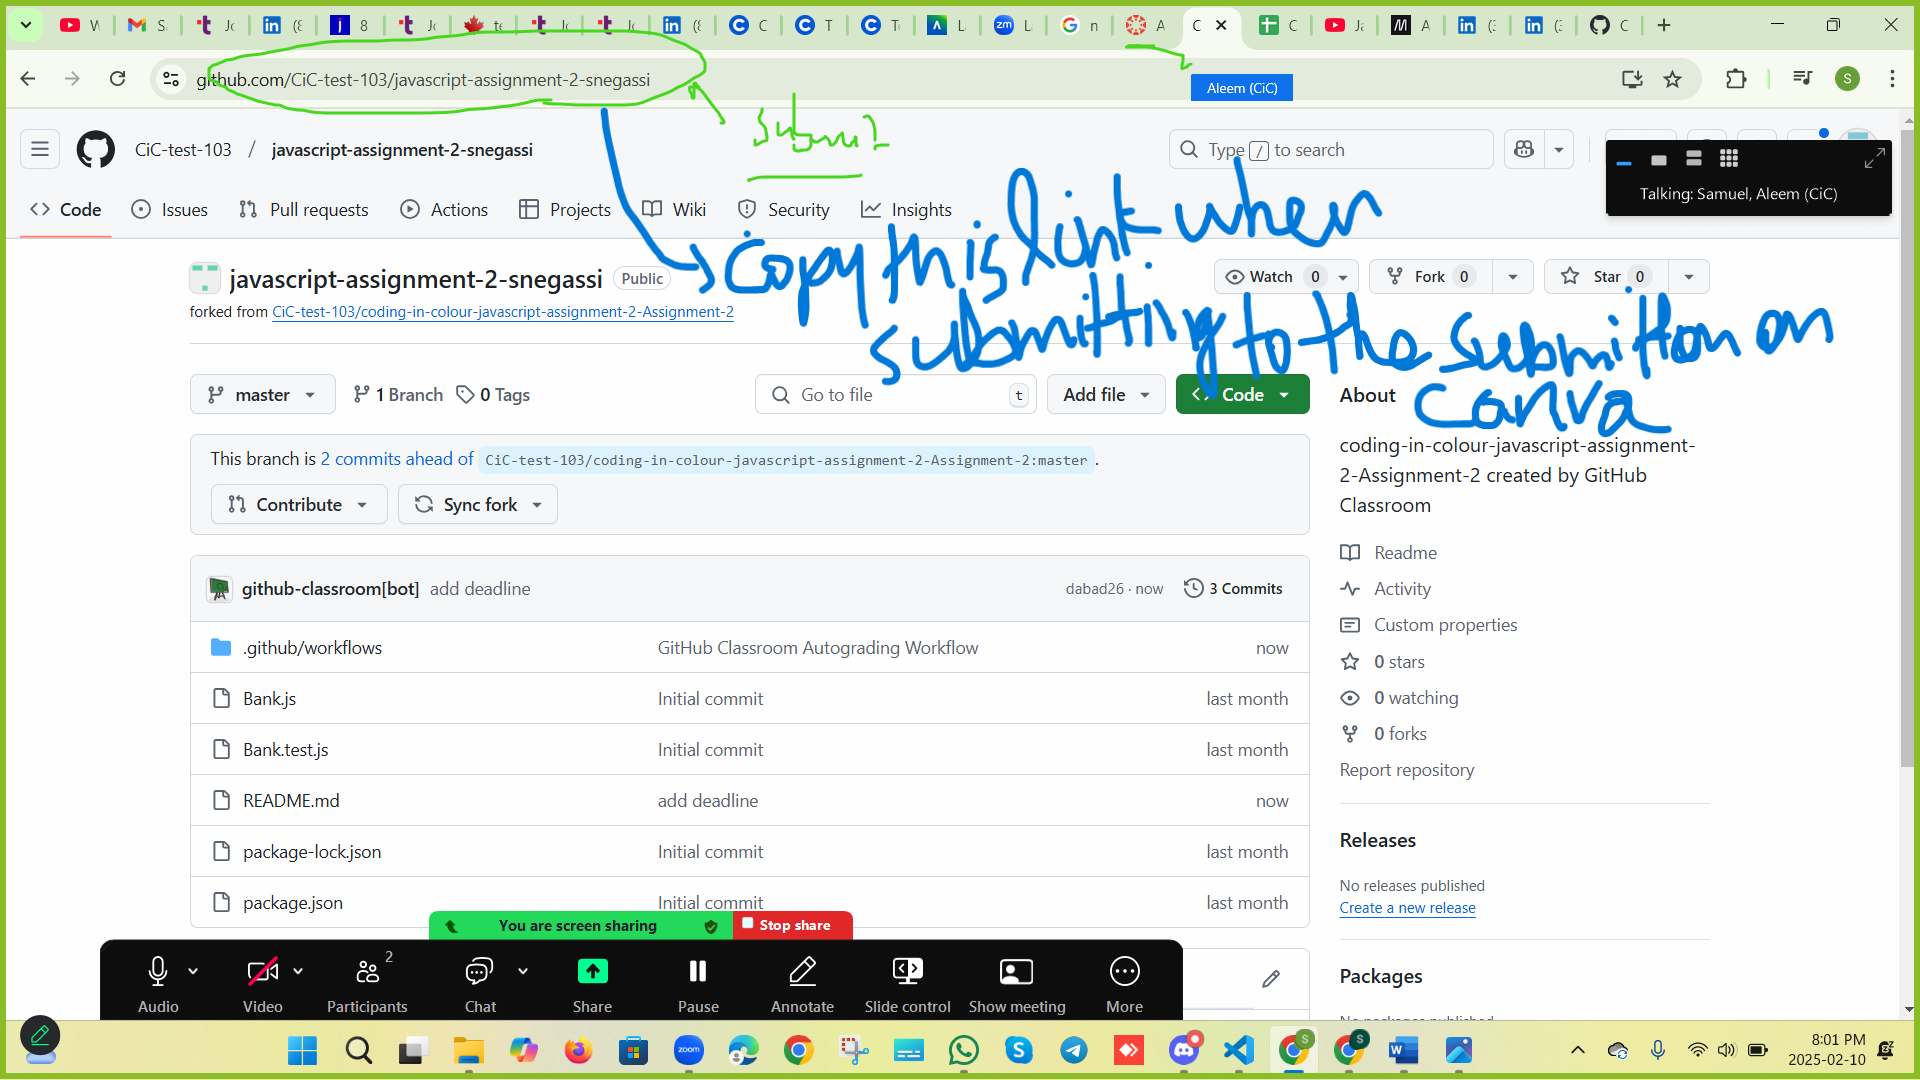 github.com/CiC-test-103/javascript-assignment-2-snegassi
Aleem (CiC)
submit
CiC-test-103 / javascript-assignment-2-snegassi
Type / to search
Talking: Samuel, Aleem (CiC)
Code
Issues
Pull requests
Actions
Projects
Wiki
Security
Insights
copy this link when
submitting to the submittion on
Canva
javascript-assignment-2-snegassi Public
Watch 0
Fork 0
Star 0
forked from CiC-test-103/coding-in-colour-javascript-assignment-2-Assignment-2
master
1 Branch
0 Tags
Go to file t
Add file
Code
This branch is 2 commits ahead of CiC-test-103/coding-in-colour-javascript-assignment-2-Assignment-2:master .
Contribute
Sync fork
github-classroom[bot] add deadline dabad26 · now 3 Commits
.github/workflows GitHub Classroom Autograding Workflow now
Bank.js Initial commit last month
Bank.test.js Initial commit last month
README.md add deadline now
package-lock.json Initial commit last month
package.json Initial commit last month
About
coding-in-colour-javascript-assignment-
2-Assignment-2 created by GitHub
Classroom
Readme
Activity
Custom properties
0 stars
0 watching
0 forks
Report repository
Releases
No releases published
Create a new release
Packages
You are screen sharing Stop share
Audio
Video
2
Participants
Chat
Share
Pause
Annotate
Slide control
Show meeting
More
zoom
8:01 PM
2025-02-10